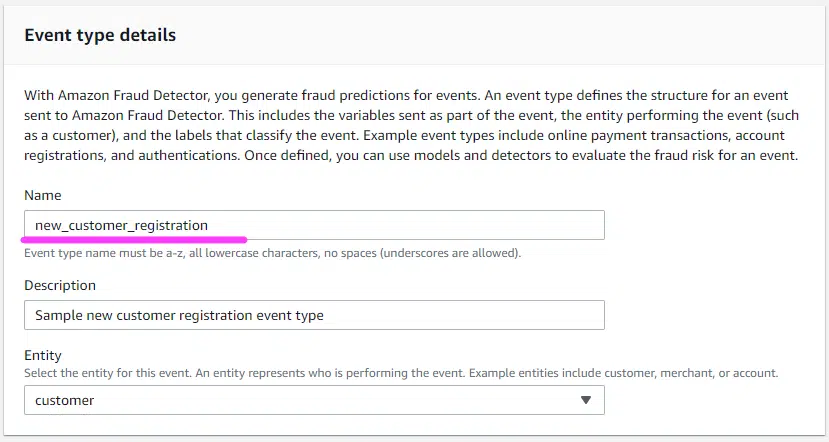 Event type details
With Amazon Fraud Detector, you generate fraud predictions for events. An event type defines the structure for an event
sent to Amazon Fraud Detector. This includes the variables sent as part of the event, the entity performing the event (such
as a customer), and the labels that classify the event. Example event types include online payment transactions, account
registrations, and authentications. Once defined, you can use models and detectors to evaluate the fraud risk for an event.
Name
new_customer_registration
Event type name must be a-z, all lowercase characters, no spaces (underscores are allowed).
Description
Sample new customer registration event type
Entity
Select the entity for this event. An entity represents who is performing the event. Example entities include customer, merchant, or account.
customer